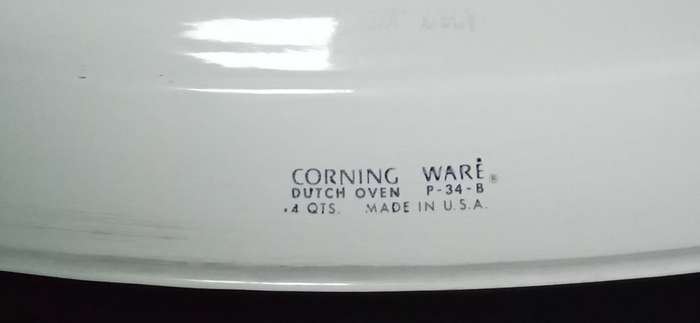 CORNING WARE®
DUTCH OVEN P-34-B
4 QTS. MADE IN U.S.A.